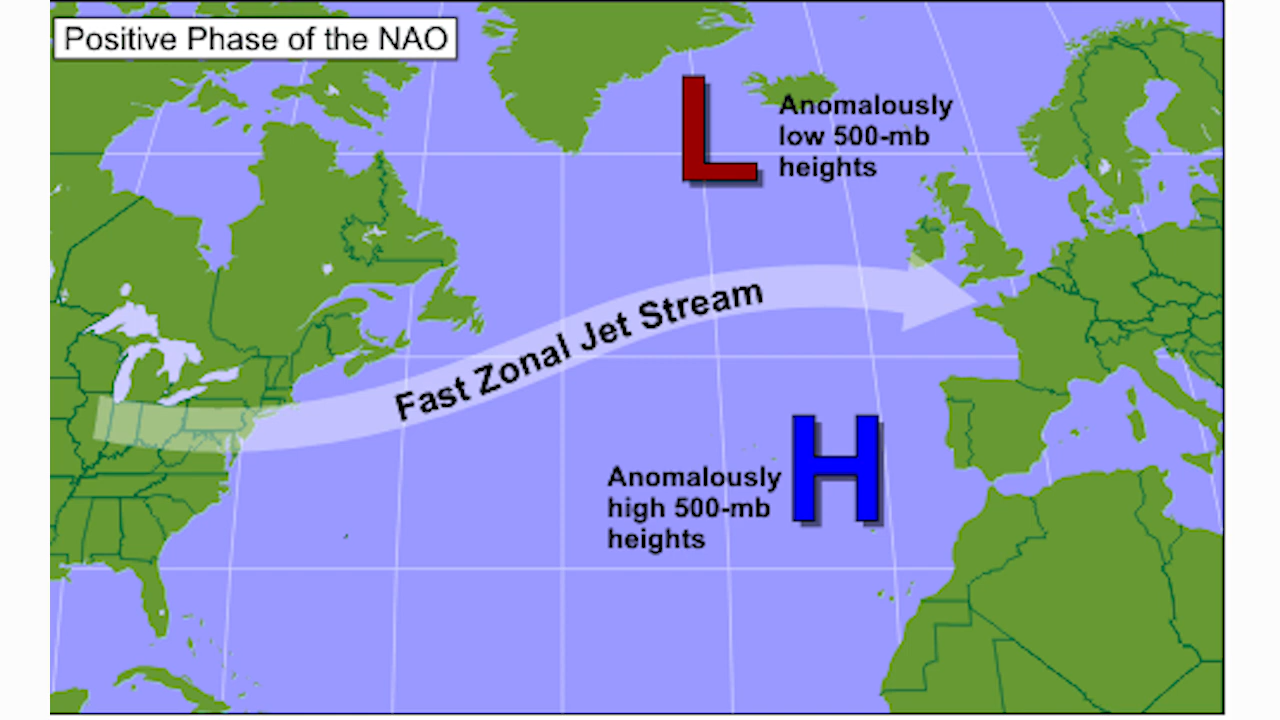 Positive Phase of the NAO
L
Anomalously
low 500-mb
heights
Fast Zonal Jet Stream
Anomalously
high 500-mb
heights
H